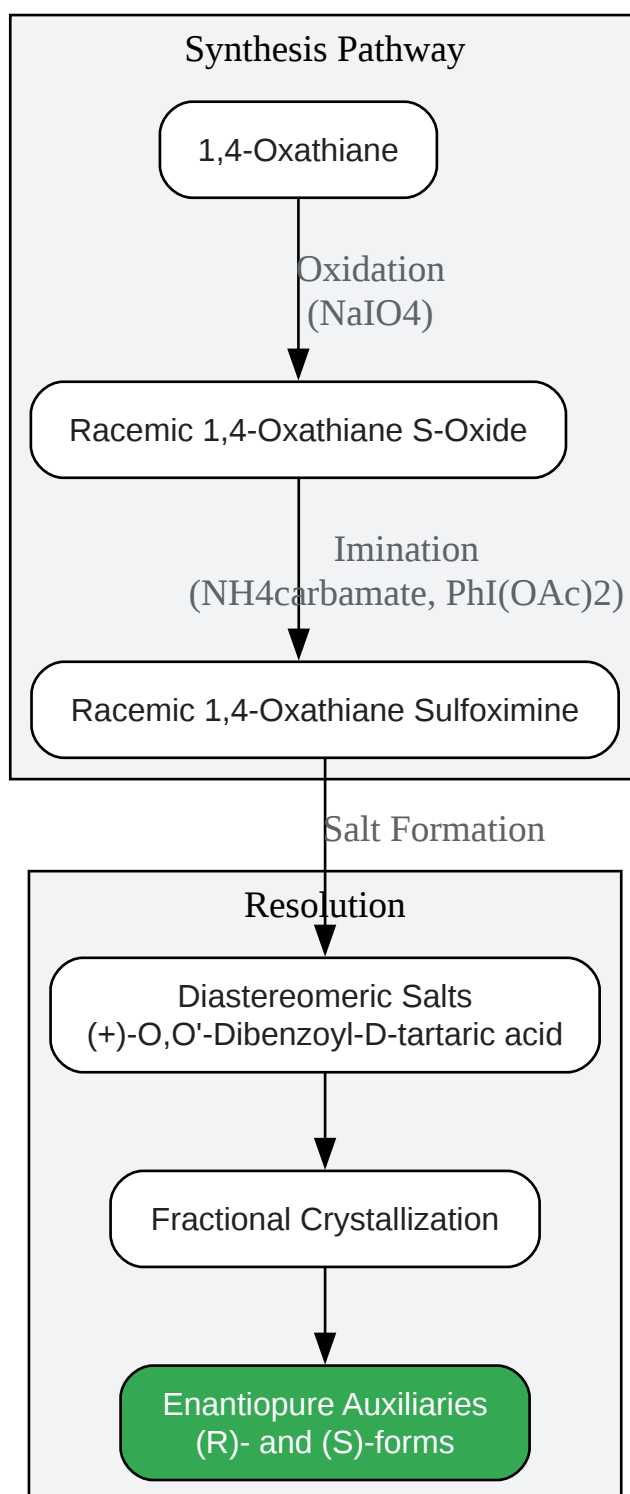 Synthesis Pathway
1,4-Oxathiane
Oxidation
(NaIO4)
Racemic 1,4-Oxathiane S-Oxide
Imination
(NH4carbamate, PhI(OAc)2)
Racemic 1,4-Oxathiane Sulfoximine
Salt Formation
Resolution
Diastereomeric Salts
(+)-O,O'-Dibenzoyl-D-tartaric acid
Fractional Crystallization
Enantiopure Auxiliaries
(R)- and (S)-forms